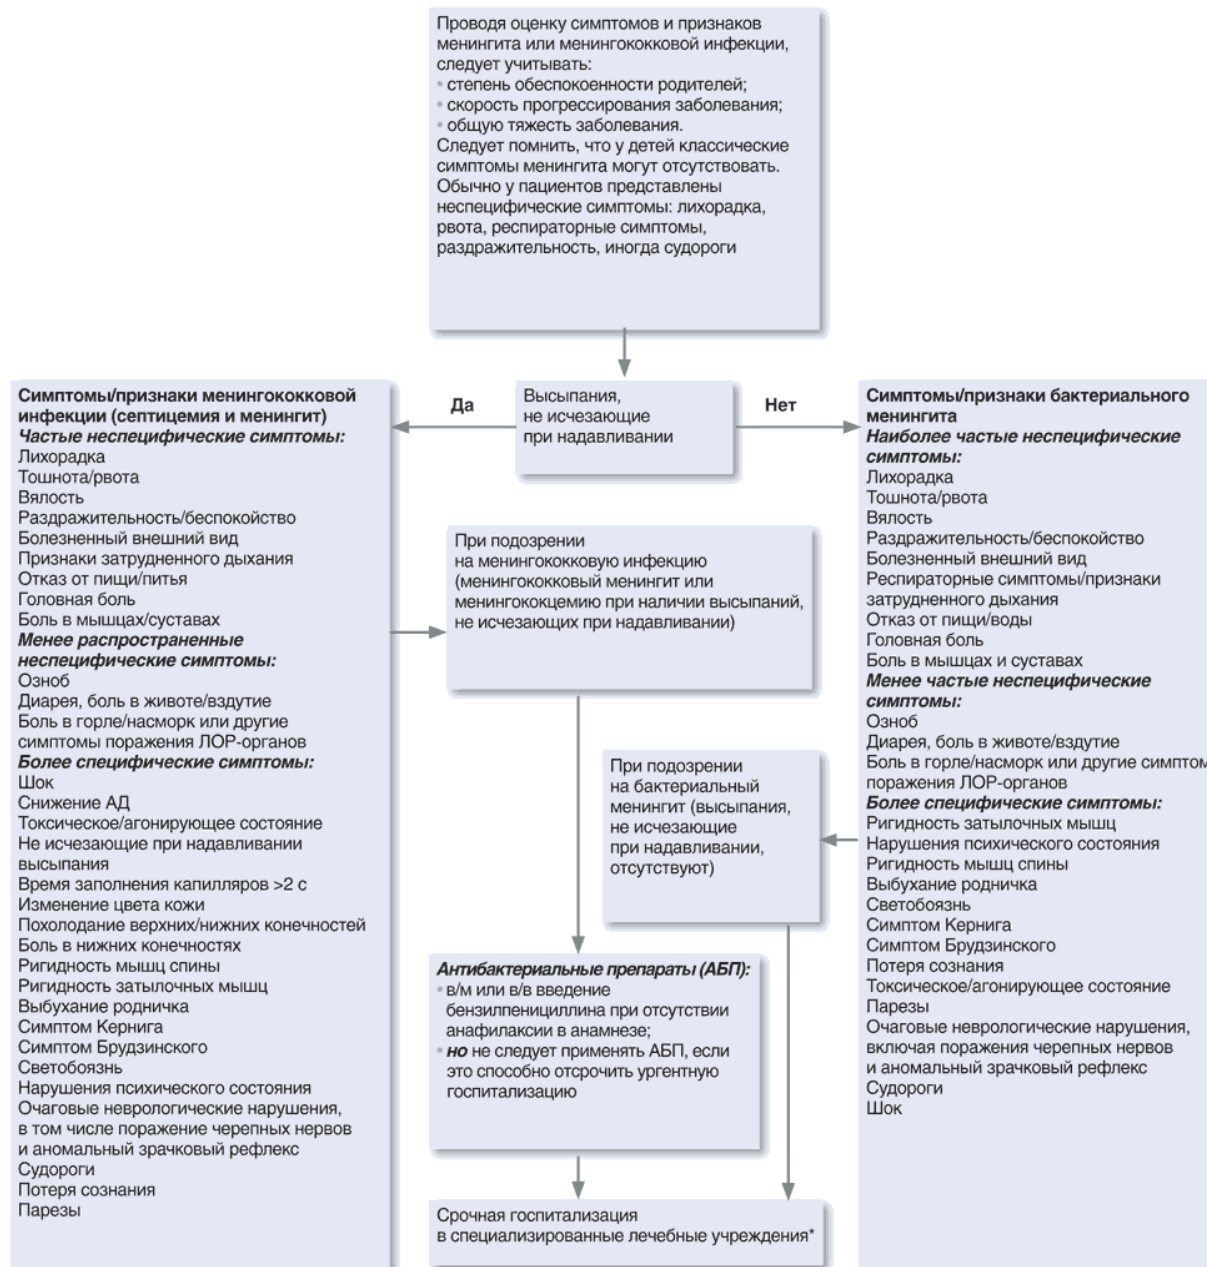 Проводя оценку симптомов и признаков
менингита или менингококковой инфекции,
следует учитывать:
• степень обеспокоенности родителей;
• скорость прогрессирования заболевания;
• общую тяжесть заболевания.
Следует помнить, что у детей классические
симптомы менингита могут отсутствовать.
Обычно у пациентов представлены
неспецифические симптомы: лихорадка,
рвота, респираторные симптомы,
раздражительность, иногда судороги
Высыпания,
не исчезающие
при надавливании
Да
Нет
Симптомы/признаки менингококковой
инфекции (септицемия и менингит)
Частые неспецифические симптомы:
Лихорадка
Тошнота/рвота
Вялость
Раздражительность/беспокойство
Болезненный внешний вид
Признаки затрудненного дыхания
Отказ от пищи/питья
Головная боль
Боль в мышцах/суставах
Менее распространенные
неспецифические симптомы:
Озноб
Диарея, боль в животе/вздутие
Боль в горле/насморк или другие
симптомы поражения ЛОР-органов
Более специфические симптомы:
Шок
Снижение АД
Токсическое/агонирующее состояние
Не исчезающие при надавливании
высыпания
Время заполнения капилляров >2 с
Изменение цвета кожи
Похолодание верхних/нижних конечностей
Боль в нижних конечностях
Ригидность мышц спины
Ригидность затылочных мышц
Выбухание родничка
Симптом Кернига
Симптом Брудзинского
Светобоязнь
Нарушения психического состояния
Очаговые неврологические нарушения,
в том числе поражение черепных нервов
и аномальный зрачковый рефлекс
Судороги
Потеря сознания
Парезы
При подозрении
на менингококковую инфекцию
(менингококковый менингит или
менингококцемию при наличии высыпаний,
не исчезающих при надавливании)
При подозрении
на бактериальный
менингит (высыпания,
не исчезающие
при надавливании,
отсутствуют)
Антибактериальные препараты (АБП):
• в/м или в/в введение
бензилпенициллина при отсутствии
анафилаксии в анамнезе;
• но не следует применять АБП, если
это способно отсрочить ургентную
госпитализацию
Срочная госпитализация
в специализированные лечебные учреждения*
Симптомы/признаки бактериального
менингита
Наиболее частые неспецифические
симптомы:
Лихорадка
Тошнота/рвота
Вялость
Раздражительность/беспокойство
Болезненный внешний вид
Респираторные симптомы/признаки
затрудненного дыхания
Отказ от пищи/воды
Головная боль
Боль в мышцах и суставах
Менее частые неспецифические
симптомы:
Озноб
Диарея, боль в животе/вздутие
Боль в горле/насморк или другие симптом
поражения ЛОР-органов
Более специфические симптомы:
Ригидность затылочных мышц
Нарушения психического состояния
Ригидность мышц спины
Выбухание родничка
Светобоязнь
Симптом Кернига
Симптом Брудзинского
Потеря сознания
Токсическое/агонирующее состояние
Парезы
Очаговые неврологические нарушения,
включая поражения черепных нервов
и аномальный зрачковый рефлекс
Судороги
Шок